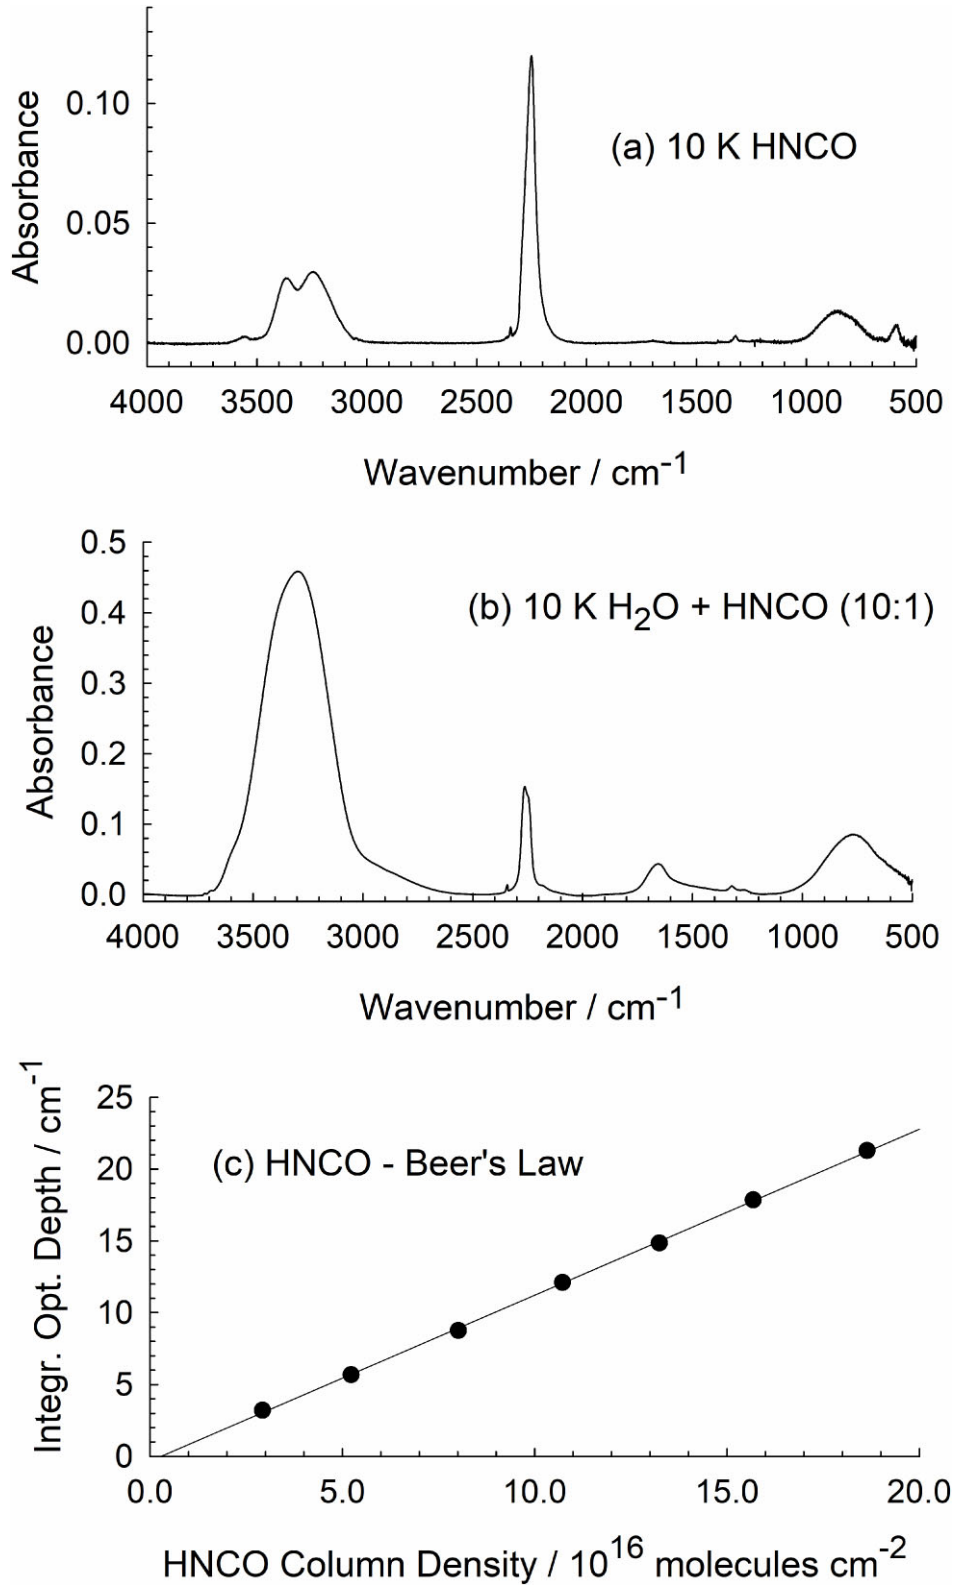 Absorbance
0.10
0.05
0.00
(a) 10 K HNCO
4000 3500 3000 2500 2000 1500 1000 500
Wavenumber / cm⁻¹
Absorbance
0.5
0.4
0.3
0.2
0.1
0.0
(b) 10 K H₂O + HNCO (10:1)
4000 3500 3000 2500 2000 1500 1000 500
Wavenumber / cm⁻¹
Integr. Opt. Depth / cm⁻¹
25
20
15
10
5
0
(c) HNCO - Beer's Law
0.0 5.0 10.0 15.0 20.0
HNCO Column Density / 10¹⁶ molecules cm⁻²